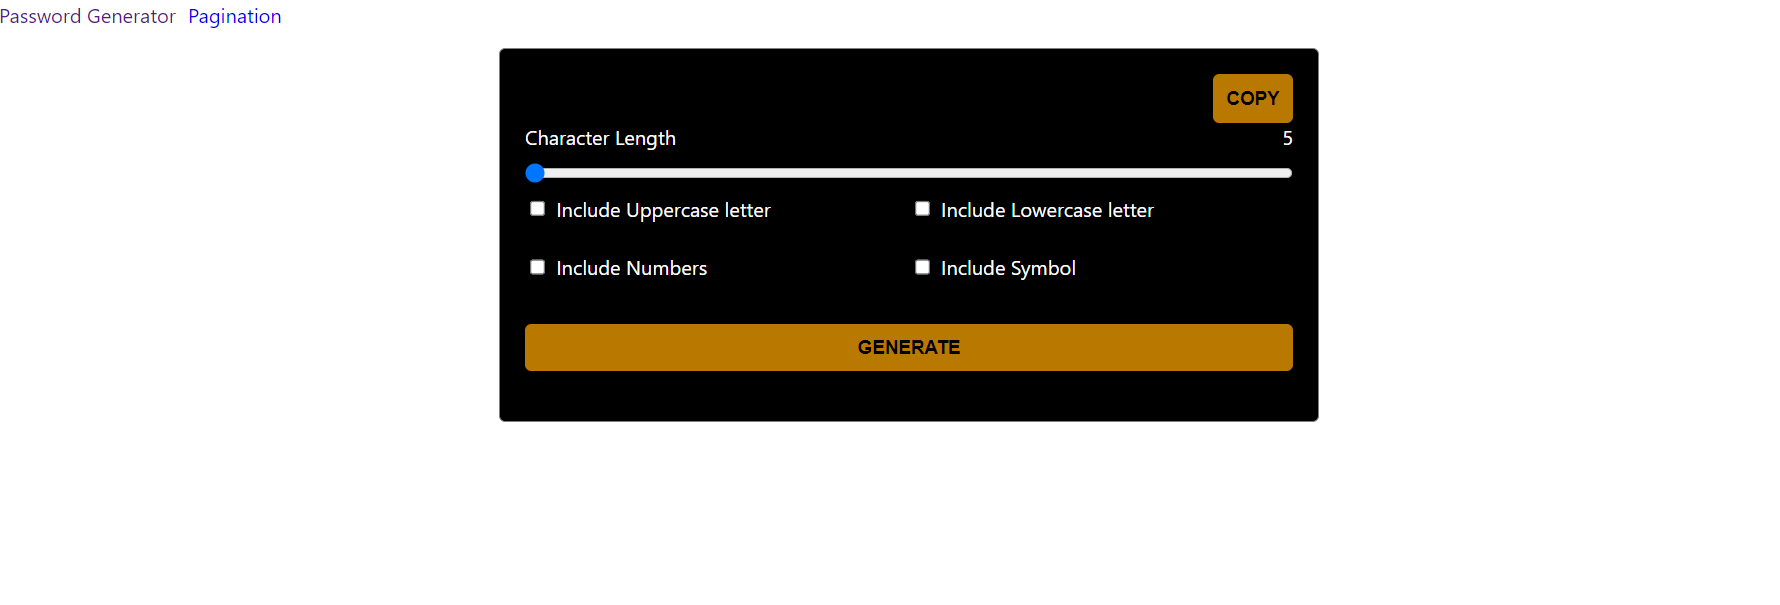 Password Generator Pagination
COPY
Character Length 5
Include Uppercase letter Include Lowercase letter
Include Numbers Include Symbol
GENERATE